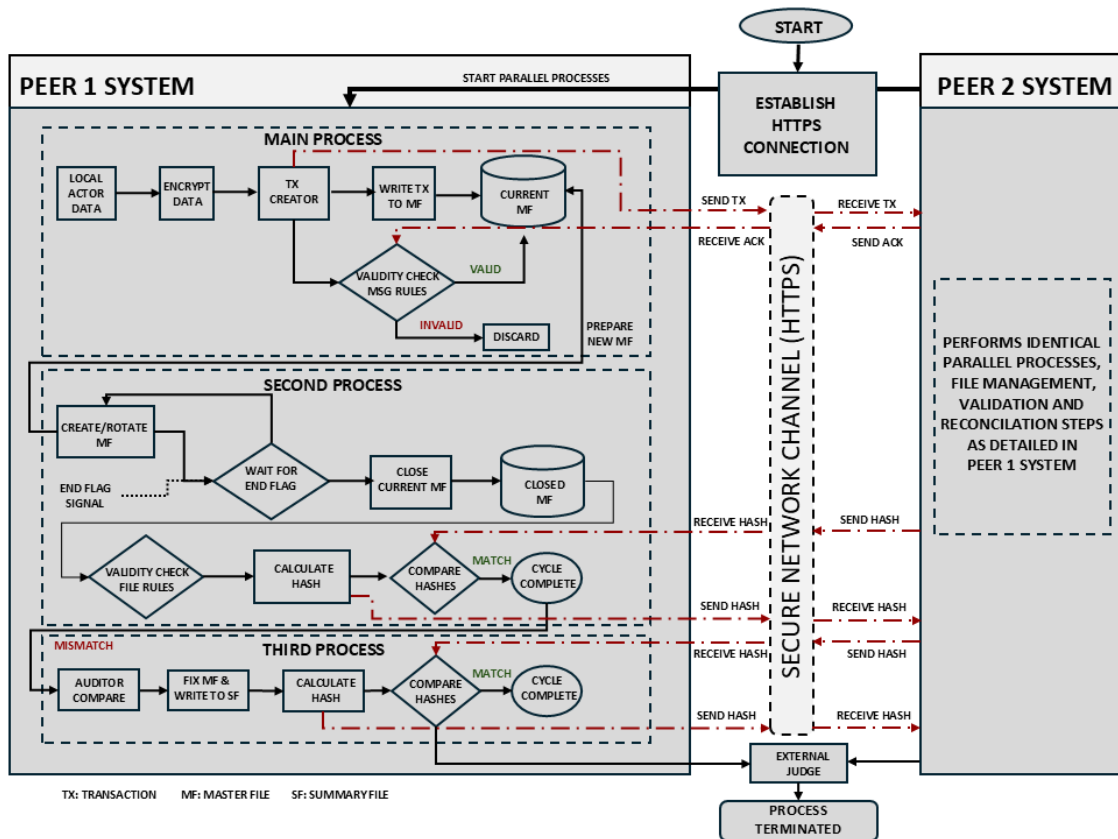 START
PEER 1 SYSTEM
START PARALLEL PROCESSES
ESTABLISH
HTTPS
CONNECTION
PEER 2 SYSTEM
MAIN PROCESS
LOCAL
ACTOR
DATA
ENCRYPT
DATA
TX
CREATOR
WRITE TX
TO MF
CURRENT
MF
SEND TX
RECEIVE TX
RECEIVE ACK
SEND ACK
VALIDITY CHECK
MSG RULES
VALID
INVALID
DISCARD
PREPARE
NEW MF
SECURE NETWORK CHANNEL (HTTPS)
PERFORMS IDENTICAL
PARALLEL PROCESSES,
FILE MANAGEMENT,
VALIDATION AND
RECONCILATION STEPS
AS DETAILED IN
PEER 1 SYSTEM
SECOND PROCESS
CREATE/ROTATE
MF
WAIT FOR
END FLAG
CLOSE
CURRENT MF
CLOSED
MF
END FLAG
SIGNAL
RECEIVE HASH
SEND HASH
VALIDITY CHECK
FILE RULES
CALCULATE
HASH
COMPARE
HASHES
MATCH
CYCLE
COMPLETE
SEND HASH
RECEIVE HASH
MISMATCH
THIRD PROCESS
RECEIVE HASH
SEND HASH
AUDITOR
COMPARE
FIX MF &
WRITE TO SF
CALCULATE
HASH
COMPARE
HASHES
MATCH
CYCLE
COMPLETE
SEND HASH
RECEIVE HASH
EXTERNAL
JUDGE
TX: TRANSACTION MF: MASTER FILE SF: SUMMARY FILE
PROCESS
TERMINATED